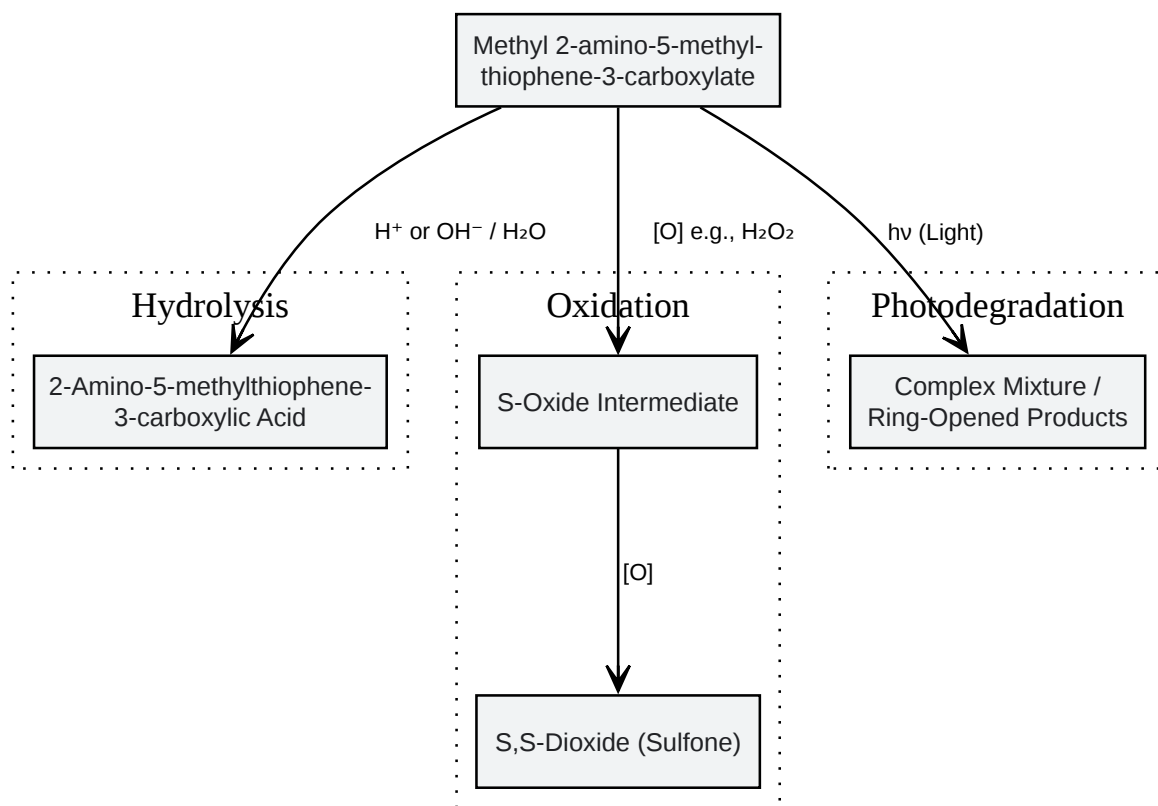 Methyl 2-amino-5-methyl-
thiophene-3-carboxylate
H⁺ or OH⁻ / H₂O
[O] e.g., H₂O₂
hν (Light)
Hydrolysis
Oxidation
Photodegradation
2-Amino-5-methylthiophene-
3-carboxylic Acid
S-Oxide Intermediate
Complex Mixture /
Ring-Opened Products
[O]
S,S-Dioxide (Sulfone)